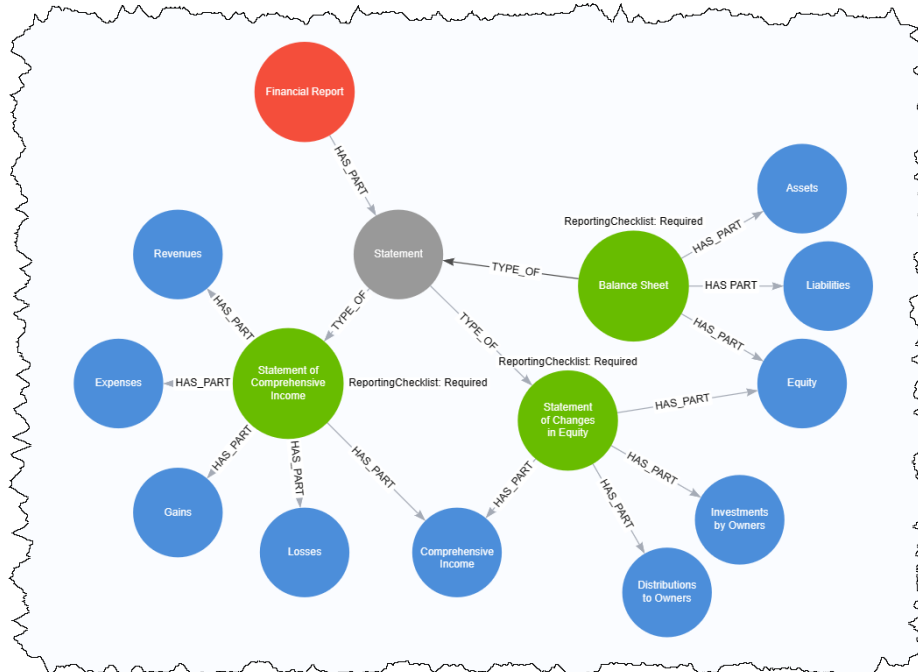 Financial Report
HAS_PART
Assets
ReportingChecklist: Required
HAS_PART
Revenues
Statement
TYPE_OF
Balance Sheet
HAS PART
Liabilities
HAS_PART
TYPE_OF
TYPE_OF
HAS_PART
Statement of
Comprehensive
Income
ReportingChecklist: Required
ReportingChecklist: Required
Expenses
HAS_PART
Equity
HAS_PART
Statement
of Changes
in Equity
HAS_PART
HAS_PART
HAS_PART
HAS_PART
HAS_PART
HAS_PART
Gains
Losses
Comprehensive
Income
Investments
by Owners
Distributions
to Owners